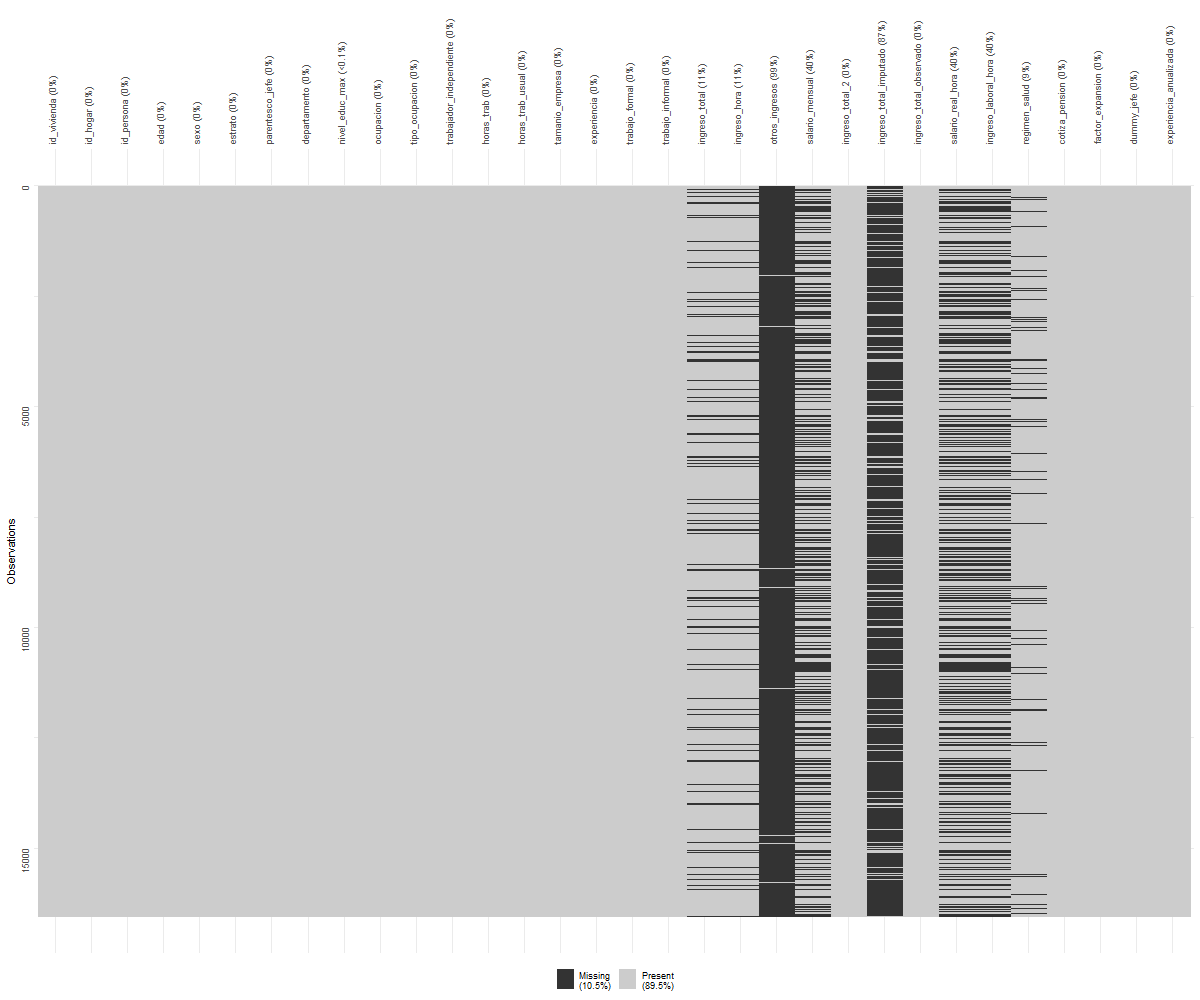 id_vivienda (0%)
id_hogar (0%)
id_persona (0%)
edad (0%)
sexo (0%)
estrato (0%)
parentesco_jefe (0%)
departamento (0%)
nivel_educ_max (<0.1%)
ocupacion (0%)
tipo_ocupacion (0%)
trabajador_independiente (0%)
horas_trab (0%)
horas_trab_usual (0%)
tamanio_empresa (0%)
experiencia (0%)
trabajo_formal (0%)
trabajo_informal (0%)
ingreso_total (11%)
ingreso_hora (11%)
otros_ingresos (99%)
salario_mensual (40%)
ingreso_total_2 (0%)
ingreso_total_imputado (87%)
ingreso_total_observado (0%)
salario_real_hora (40%)
ingreso_laboral_hora (40%)
regimen_salud (9%)
cotiza_pension (0%)
factor_expansion (0%)
dummy_jefe (0%)
experiencia_anualizada (0%)
0
5000
10000
15000
Observations
Missing
(10.5%)
Present
(89.5%)